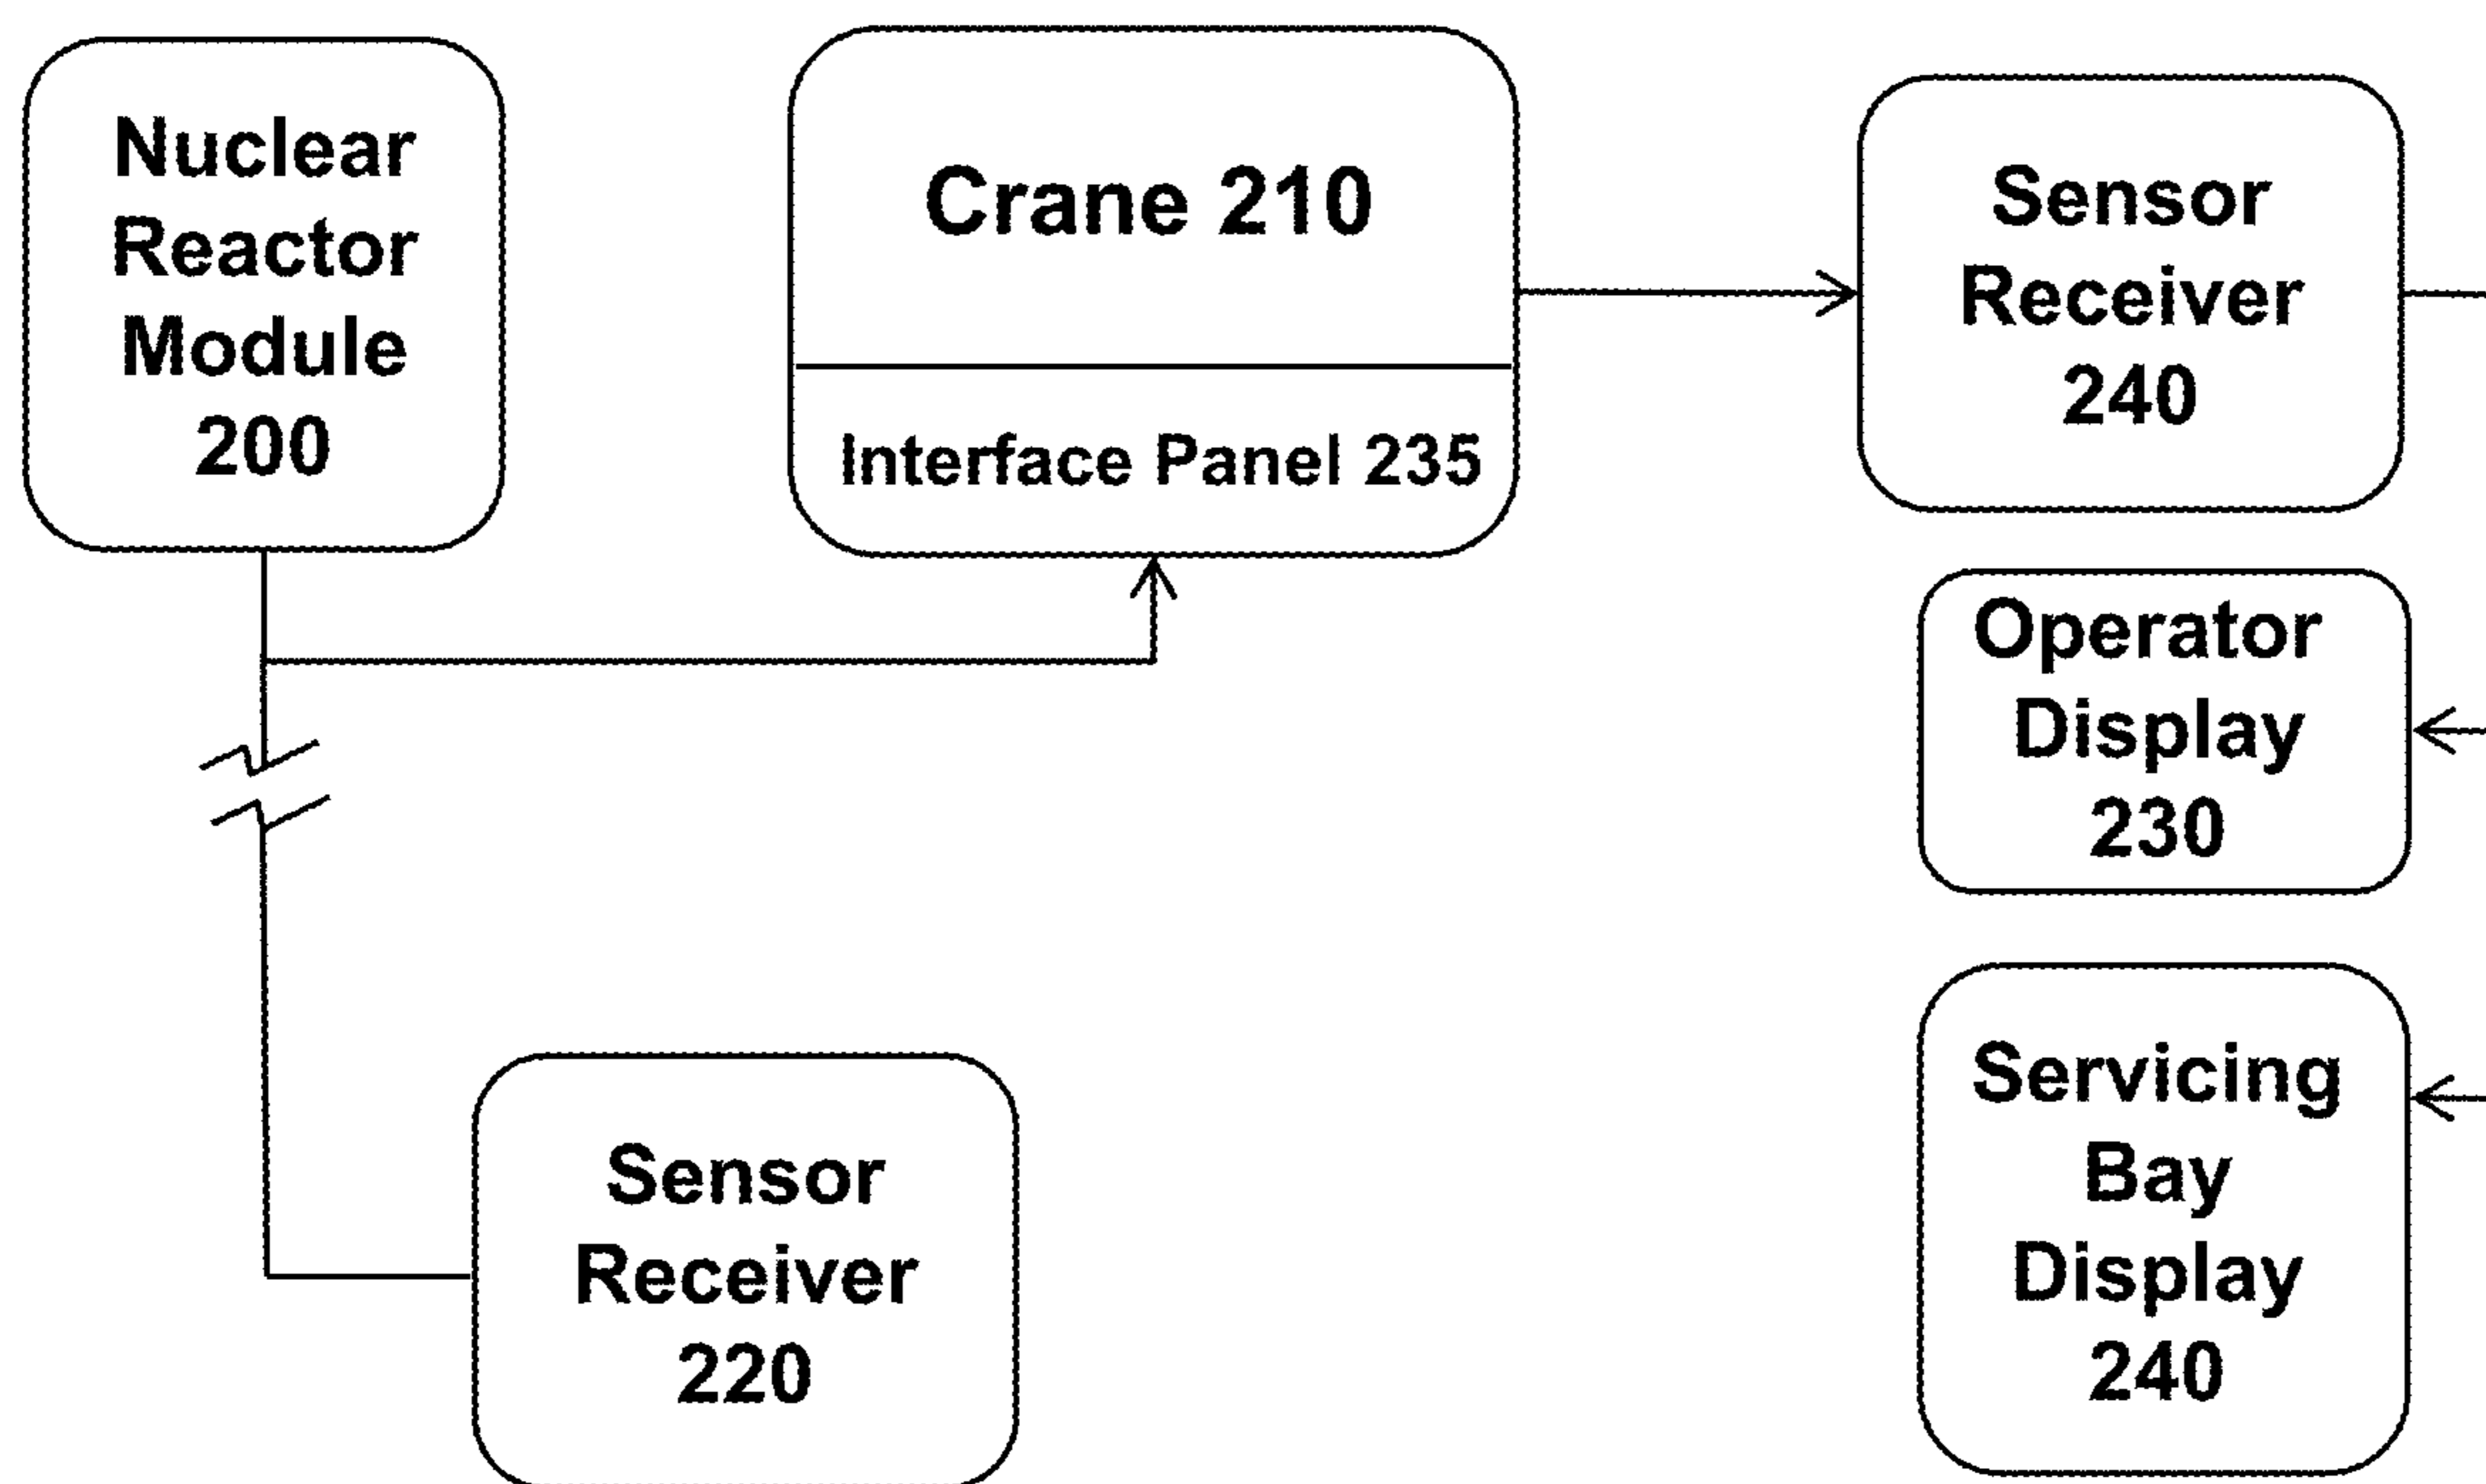 Nuclear
Reactor
Module
200
Crane 210
Interface Panel 235
Sensor
Receiver
240
Operator
Display
230
Servicing
Bay
Display
240
Sensor
Receiver
220